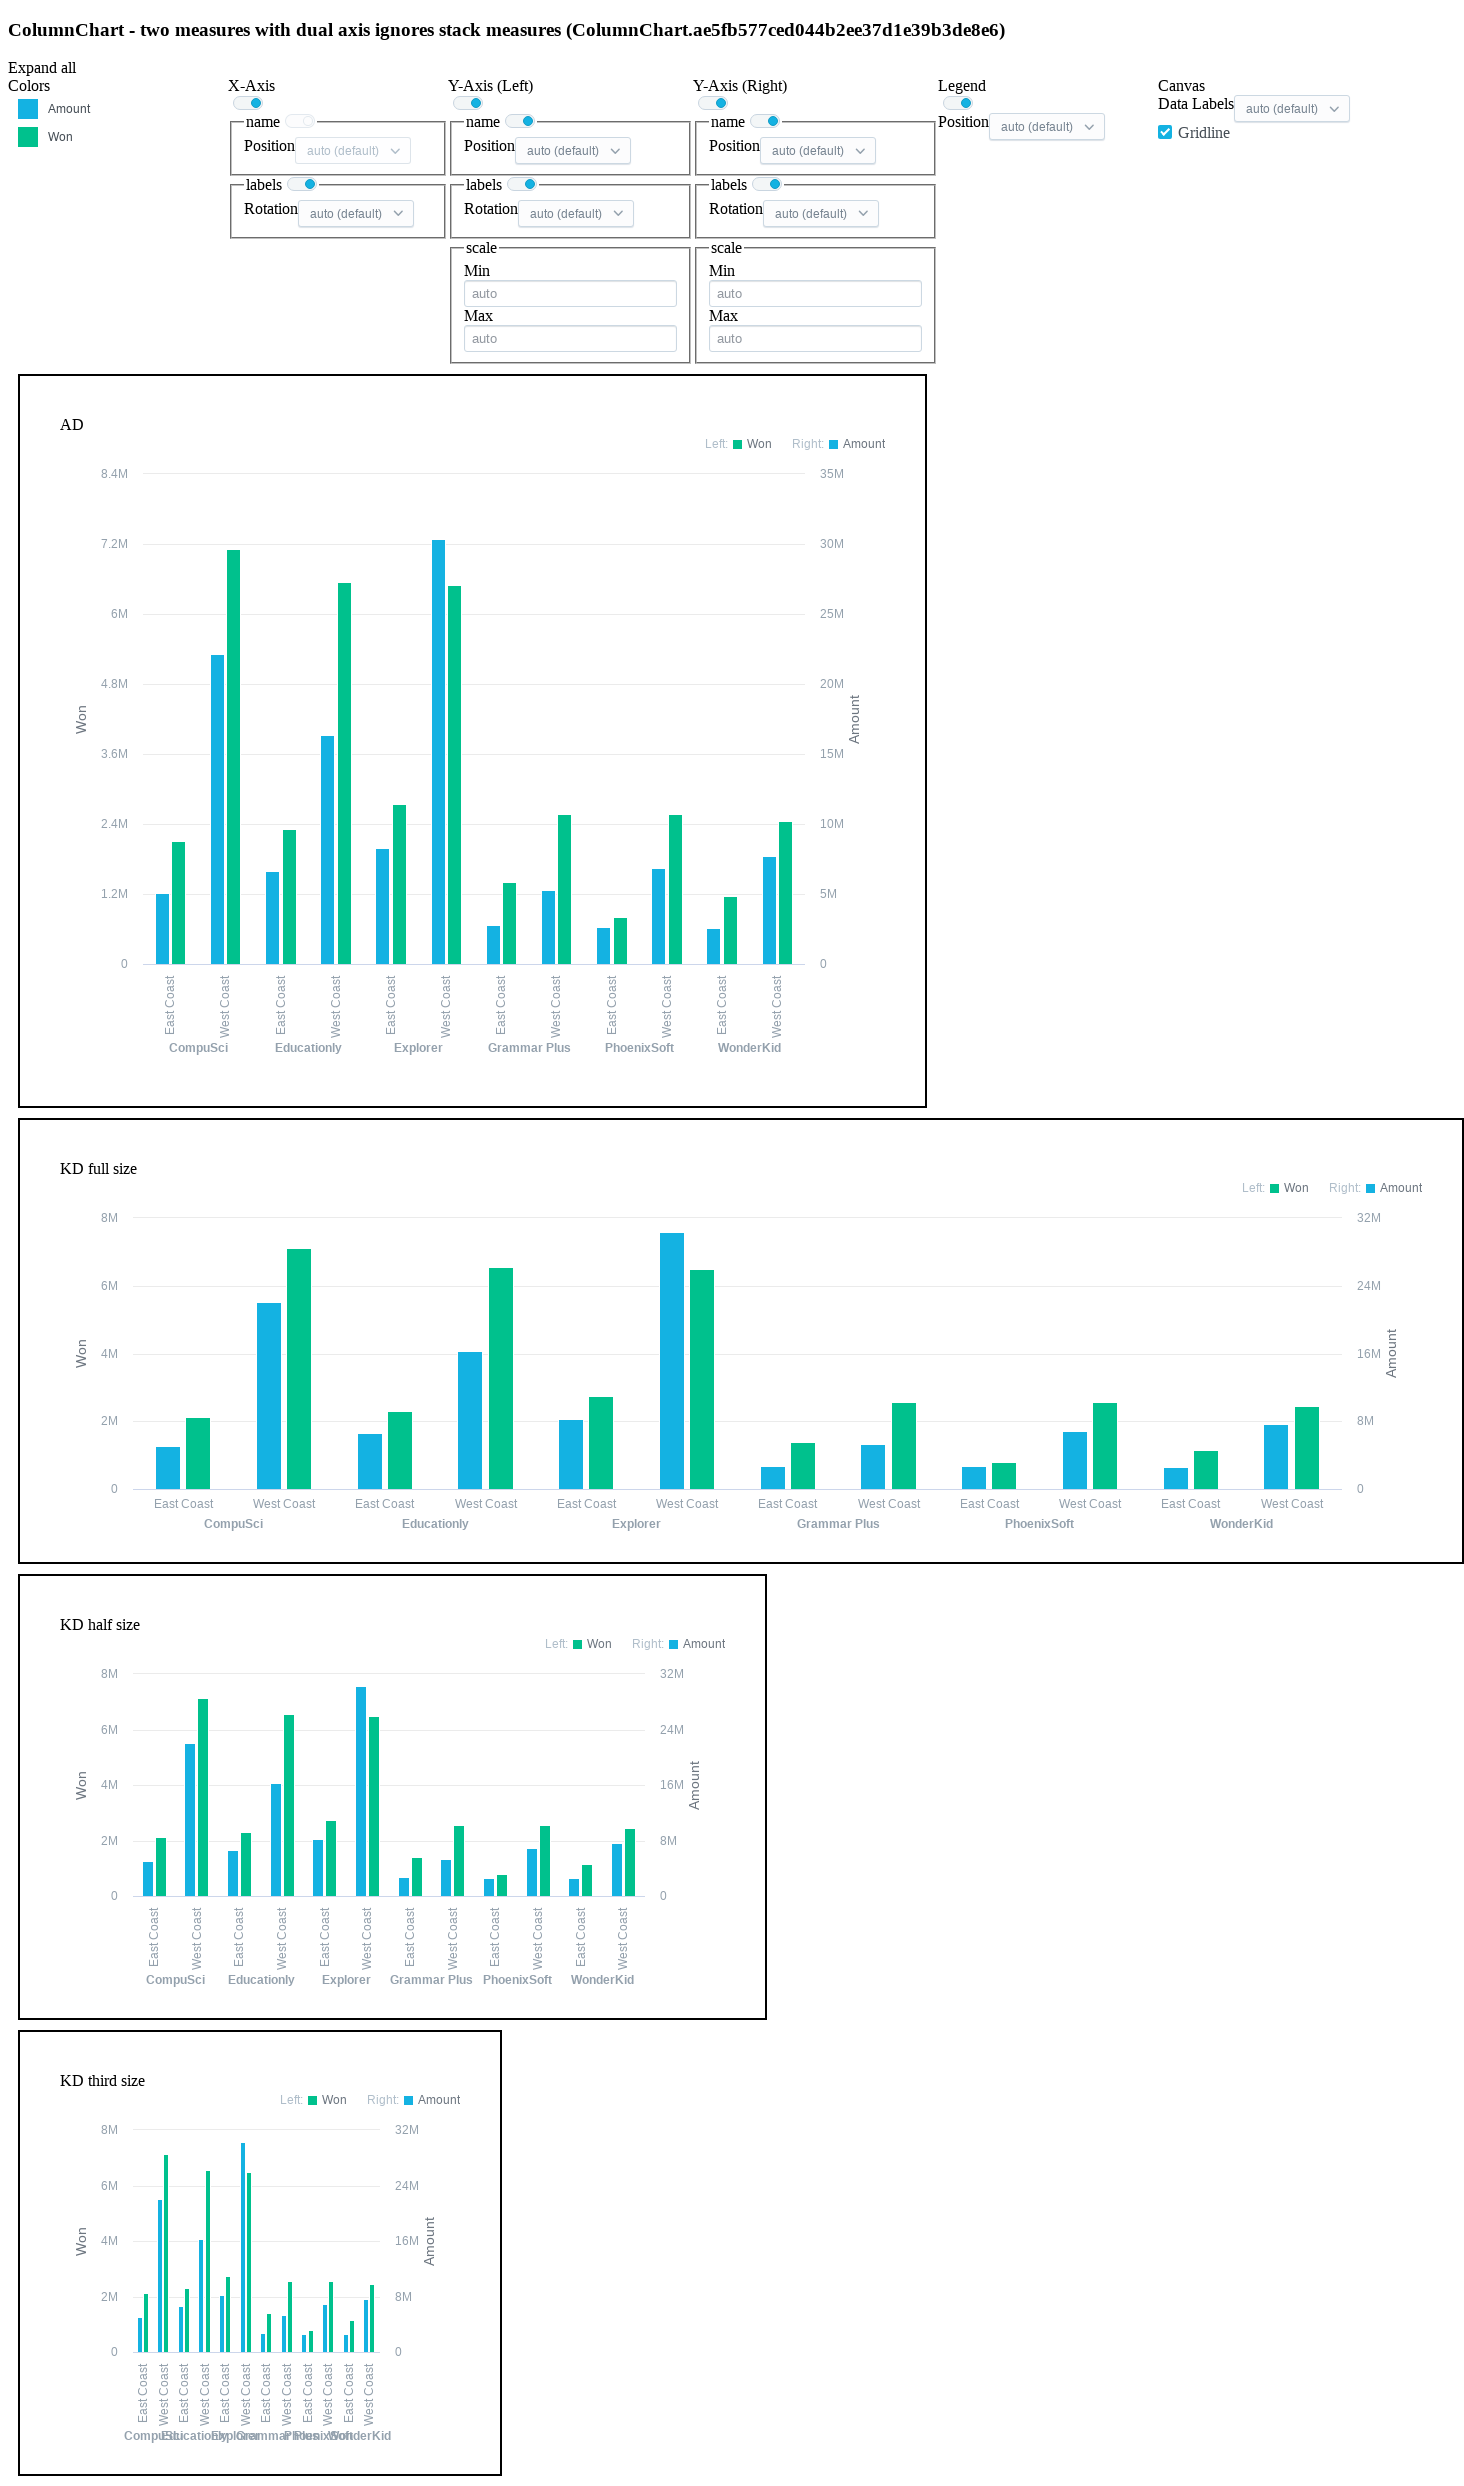 ColumnChart - two measures with dual axis ignores stack measures (ColumnChart.ae5fb577ced044b2ee37d1e39b3de8e6)
Expand all
Colors
Amount
Won
X-Axis
name
Position auto (default)
labels
Rotation auto (default)
Y-Axis (Left)
name
Position auto (default)
labels
Rotation auto (default)
scale
Min
auto
Max
auto
Y-Axis (Right)
name
Position auto (default)
labels
Rotation auto (default)
scale
Min
auto
Max
auto
Legend
Position auto (default)
Canvas
Data Labels auto (default)
Gridline
AD
Left: Won Right: Amount
8.4M 35M
7.2M 30M
6M 25M
4.8M 20M
3.6M 15M
2.4M 10M
1.2M 5M
0 0
Won
Amount
East Coast West Coast East Coast West Coast East Coast West Coast East Coast West Coast East Coast West Coast East Coast West Coast
CompuSci Educationly Explorer Grammar Plus PhoenixSoft WonderKid
KD full size
Left: Won Right: Amount
8M 32M
6M 24M
4M 16M
2M 8M
0 0
Won
Amount
East Coast West Coast East Coast West Coast East Coast West Coast East Coast West Coast East Coast West Coast East Coast West Coast
CompuSci Educationly Explorer Grammar Plus PhoenixSoft WonderKid
KD half size
Left: Won Right: Amount
8M 32M
6M 24M
4M 16M
2M 8M
0 0
Won
Amount
East Coast West Coast East Coast West Coast East Coast West Coast East Coast West Coast East Coast West Coast East Coast West Coast
CompuSci Educationly Explorer Grammar Plus PhoenixSoft WonderKid
KD third size
Left: Won Right: Amount
8M 32M
6M 24M
4M 16M
2M 8M
0 0
Won
Amount
East Coast West Coast East Coast West Coast East Coast West Coast East Coast West Coast East Coast West Coast East Coast West Coast
CompuSci Educationly Explorer Grammar Plus PhoenixSoft WonderKid